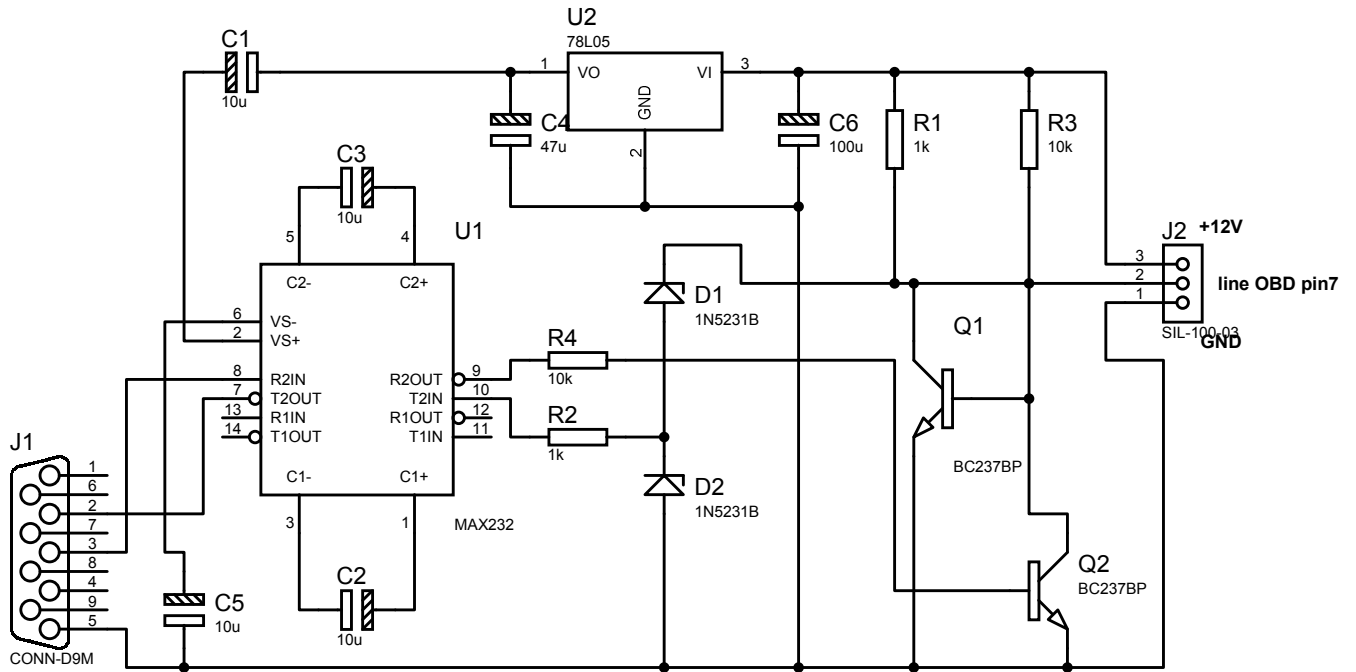 U2
78L05
C1
10u
1
VO
VI
3
GND
2
C4
47u
C6
100u
R1
1k
R3
10k
C3
10u
5
4
U1
C2-
C2+
J2
+12V
3
2
1
line OBD pin7
SIL-100-03
GND
D1
1N5231B
6
VS-
2
VS+
Q1
BC237BP
R4
10k
8
R2IN
R2OUT
9
7
T2OUT
T2IN
10
13
R1IN
R1OUT
12
14
T1OUT
T1IN
11
R2
1k
C1-
C1+
3
1
MAX232
D2
1N5231B
J1
1
6
2
7
3
8
4
9
5
CONN-D9M
C5
10u
C2
10u
Q2
BC237BP